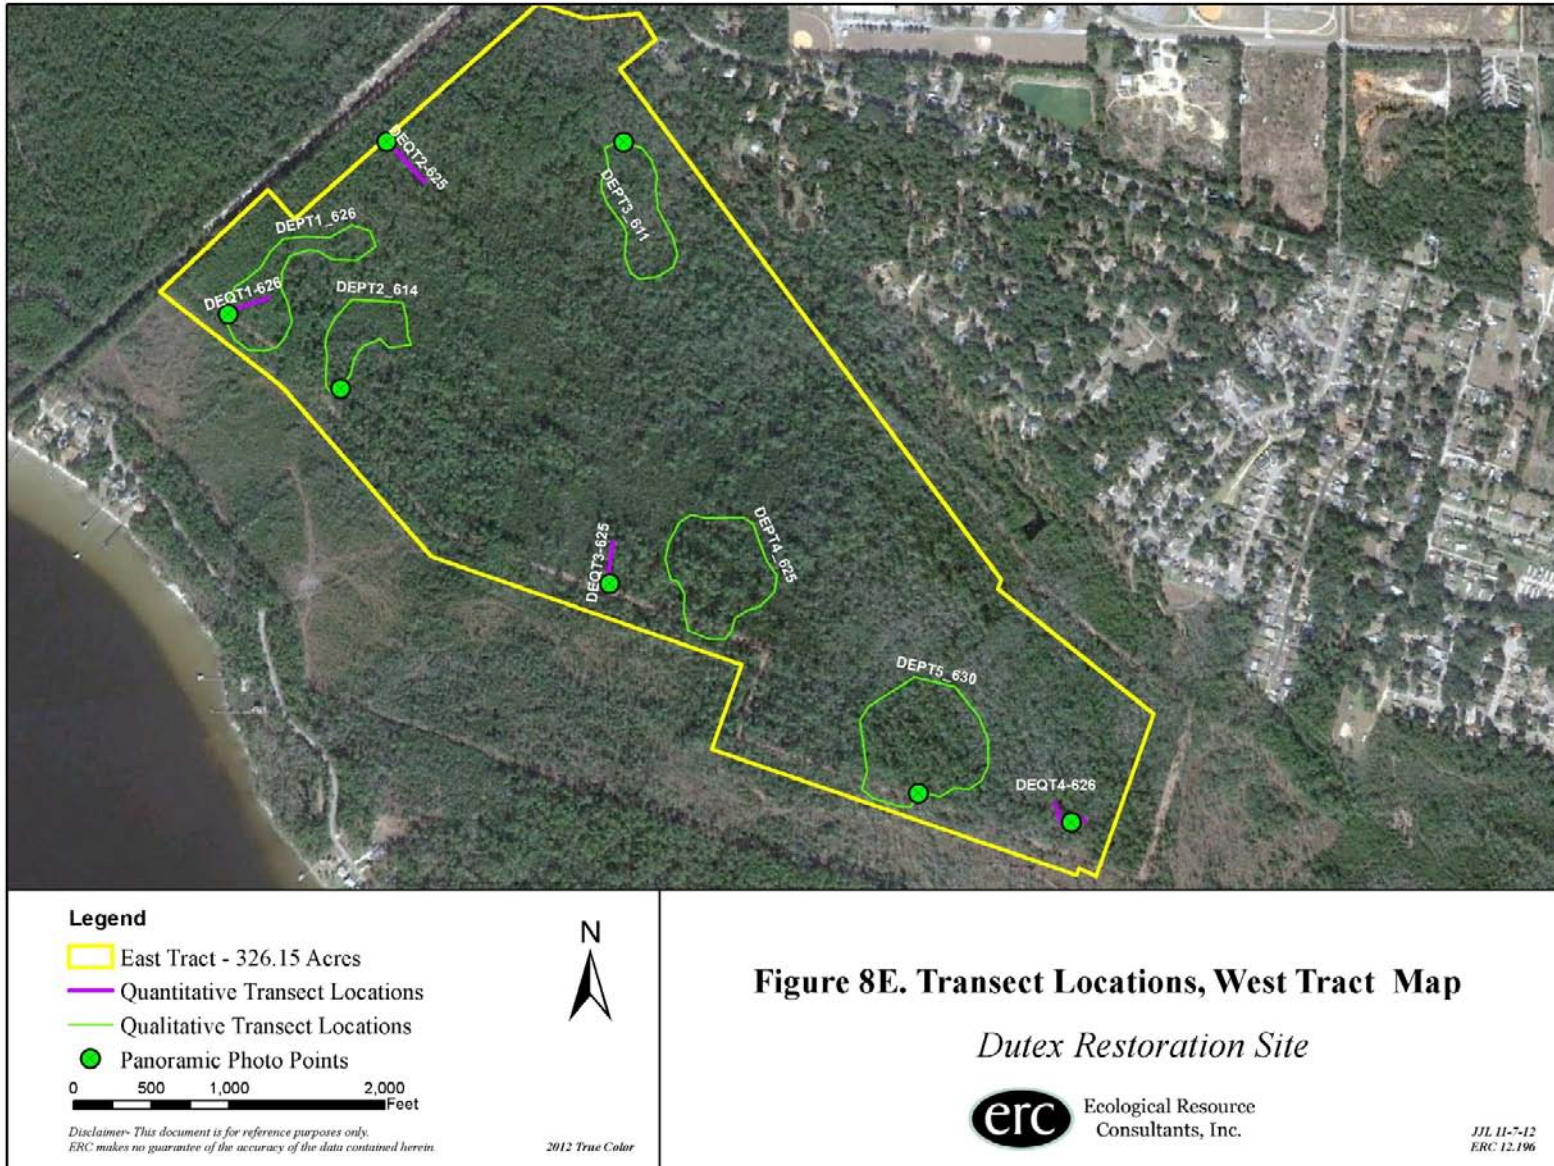 DEQT2-625
DEPT3_611
DEPT1_626
DEQT1-626
DEPT2_614
DEQT3-625
DEPT4_625
DEPT5_630
DEQT4-626
Legend
East Tract - 326.15 Acres
Quantitative Transect Locations
Qualitative Transect Locations
Panoramic Photo Points
0 500 1,000 2,000
Feet
Disclaimer- This document is for reference purposes only.
ERC makes no guarantee of the accuracy of the data contained herein.
2012 True Color
N
Figure 8E. Transect Locations, West Tract Map
Dutex Restoration Site
erc
Ecological Resource
Consultants, Inc.
JJL 11-7-12
ERC 12.196